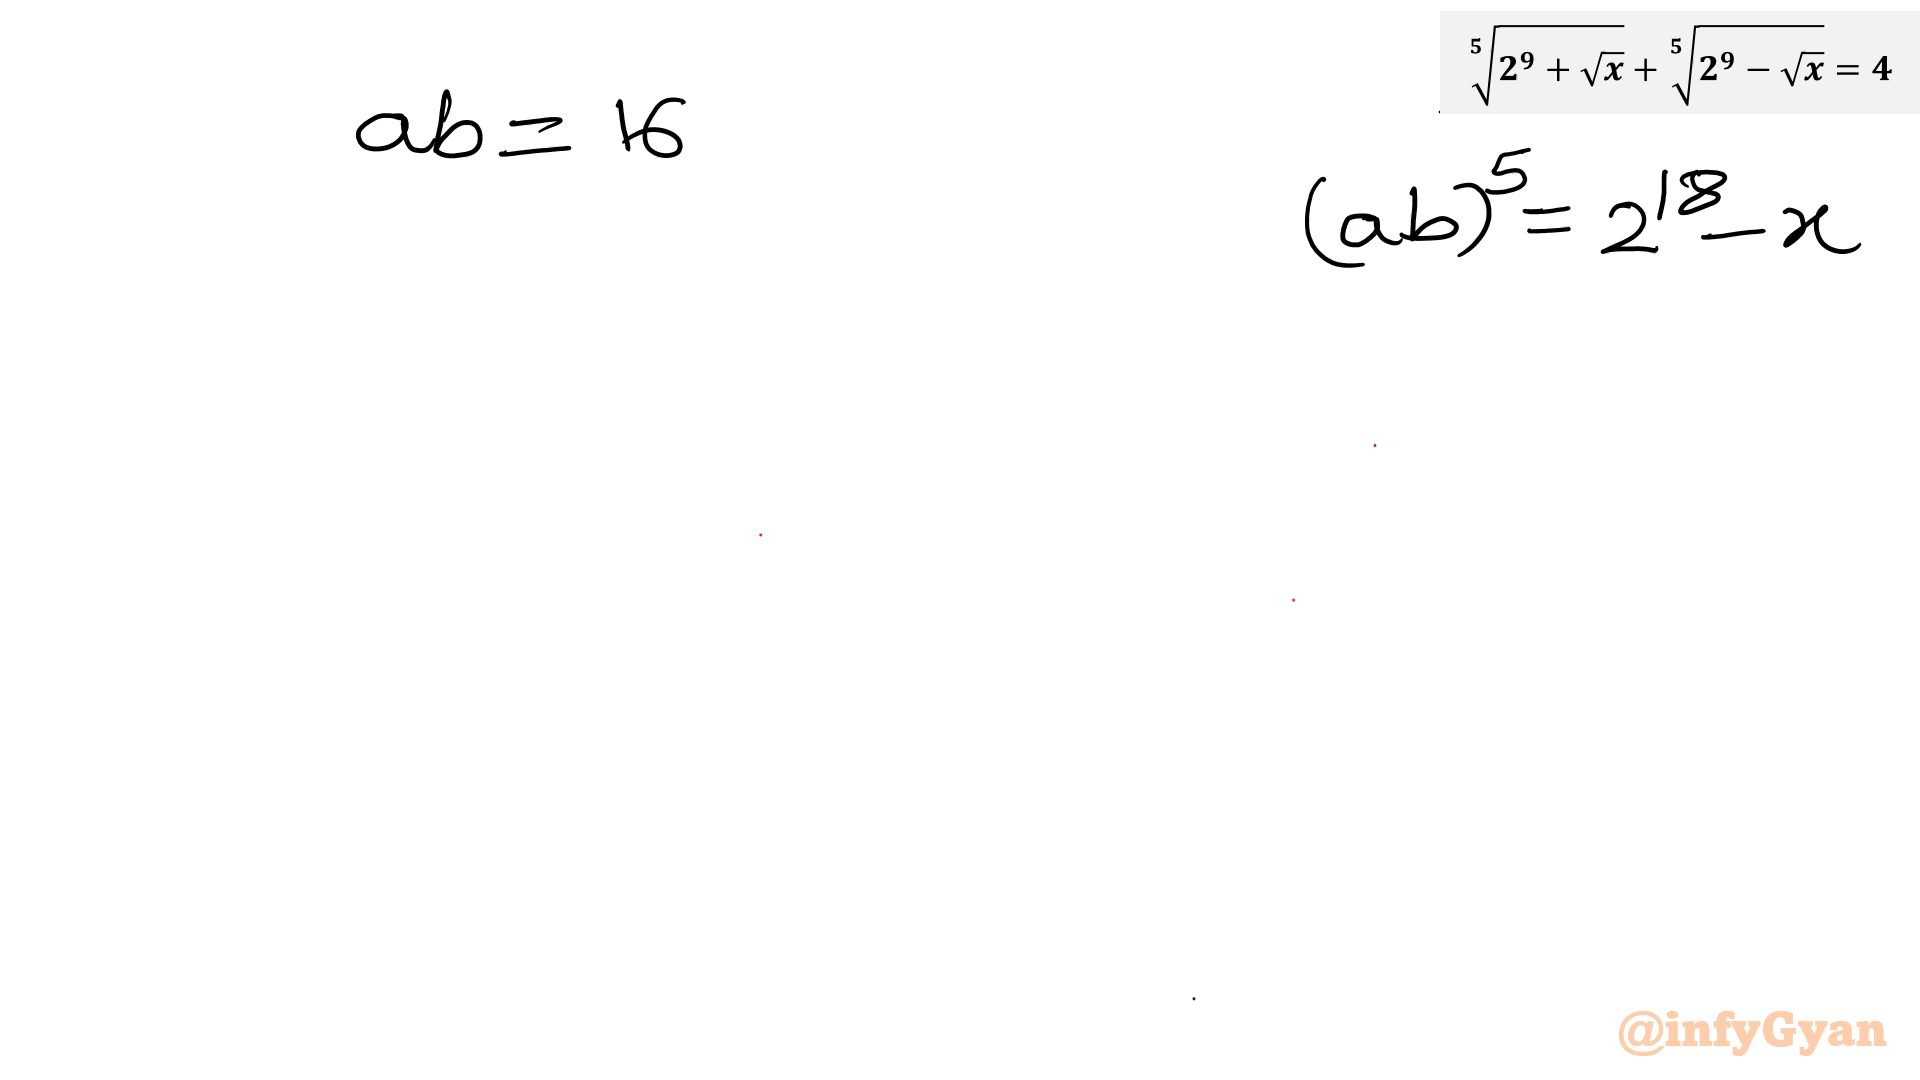 ⁵√(2⁹ + √x) + ⁵√(2⁹ − √x) = 4
ab = 16
(ab)⁵ = 2¹⁸ − x
@infyGyan